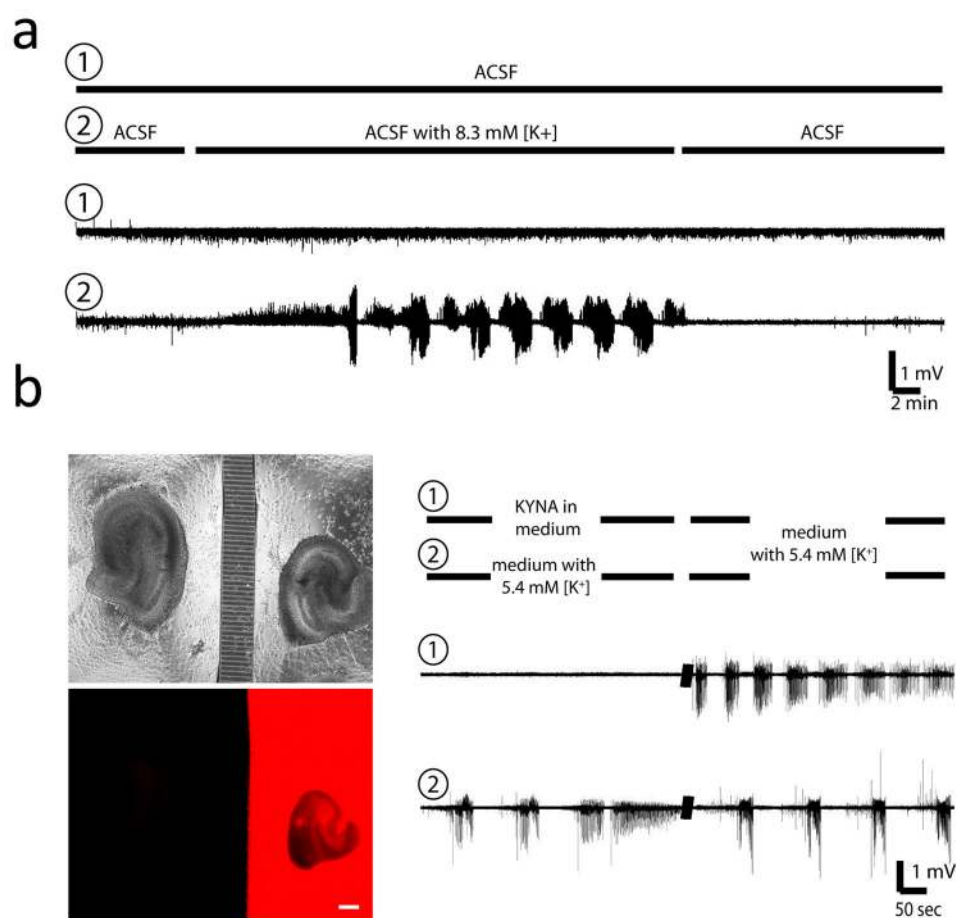 a
1
ACSF
2
ACSF
ACSF with 8.3 mM [K+]
ACSF
1
2
1 mV
2 min
b
1
KYNA in
medium
2
medium with
5.4 mM [K⁺]
medium
with 5.4 mM [K⁺]
1
2
1 mV
50 sec